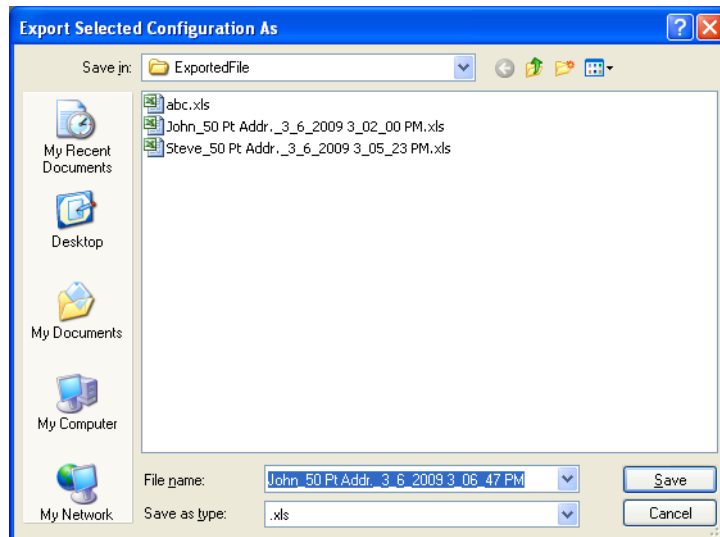 Export Selected Configuration As
Save in: ExportedFile
abc.xls
John_50 Pt Addr._3_6_2009 3_02_00 PM.xls
Steve_50 Pt Addr._3_6_2009 3_05_23 PM.xls
My Recent
Documents
Desktop
My Documents
My Computer
My Network
File name: John_50 Pt Addr._3_6_2009 3_06_47 PM Save
Save as type: .xls Cancel